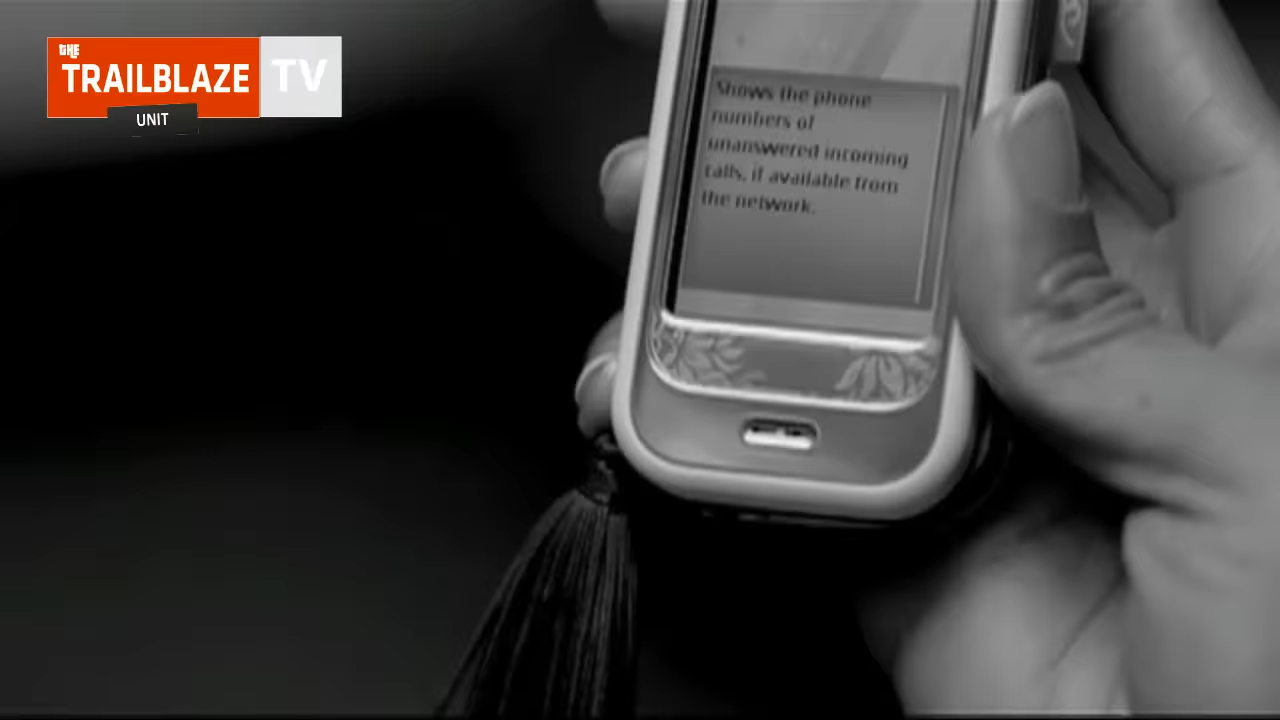 THE
TRAILBLAZE TV
UNIT
Shows the phone
numbers of
unanswered incoming
calls, if available from
the network.